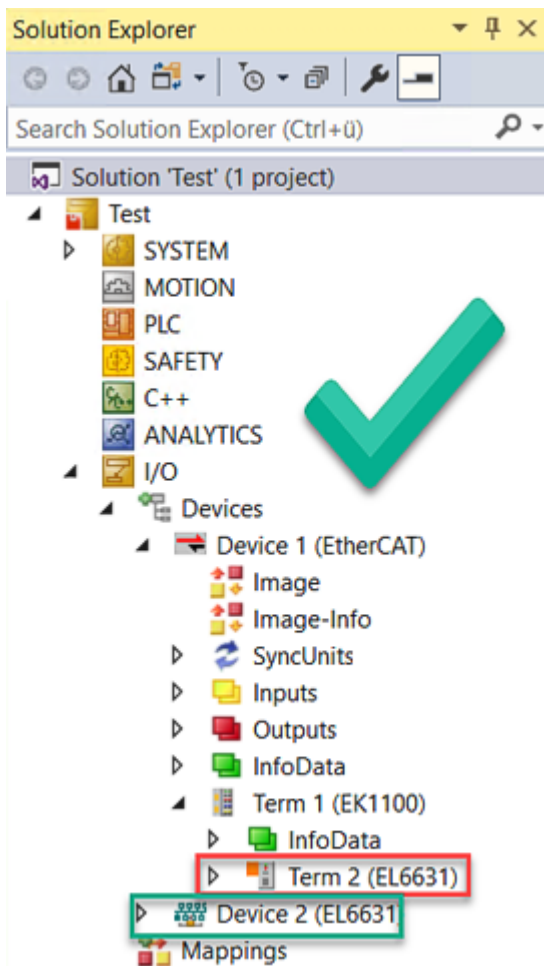 Solution Explorer
Search Solution Explorer (Ctrl+ü)
Solution 'Test' (1 project)
Test
SYSTEM
MOTION
PLC
SAFETY
C++
ANALYTICS
I/O
Devices
Device 1 (EtherCAT)
Image
Image-Info
SyncUnits
Inputs
Outputs
InfoData
Term 1 (EK1100)
InfoData
Term 2 (EL6631)
Device 2 (EL6631)
Mappings